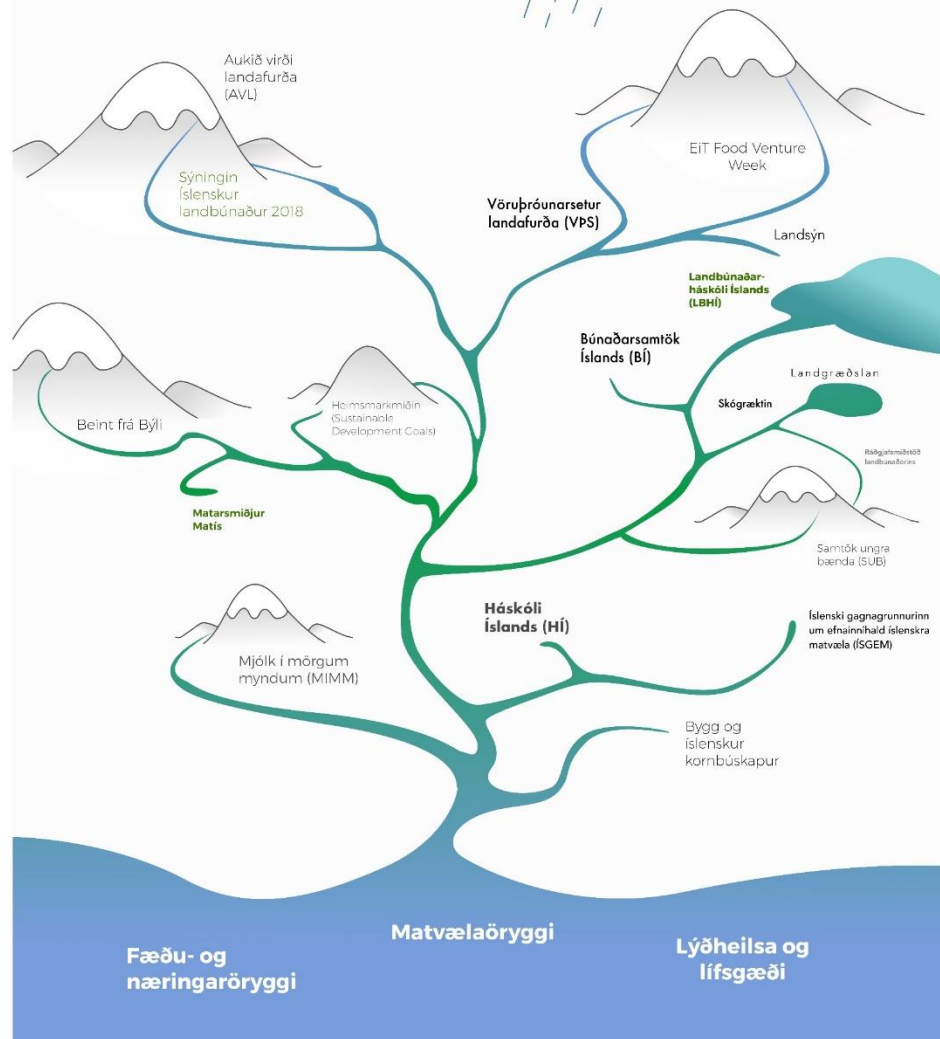 Aukið virði
landafurða
(AVL)
Sýningin
Íslenskur
landbúnaður 2018
EiT Food Venture
Week
Vöruþróunarsetur
landafurða (VÞS)
Landsýn
Landbúnaðar-
háskóli Íslands
(LBHÍ)
Búnaðarsamtök
Íslands (BÍ)
Landgræðslan
Skógræktin
Beint frá Býli
Heimsmarkmiðin
(Sustainable
Development Goals)
Ráðgjafamiðstöð
landbúnaðarins
Matarsmiðjur
Matís
Samtök ungra
bænda (SUB)
Háskóli
Íslands (HÍ)
Íslenski gagnagrunnurinn
um efnainnihald íslenskra
matvæla (ÍSGEM)
Mjólk í mörgum
myndum (MIMM)
Bygg og
íslenskur
kornbúskapur
Fæðu- og
næringaröryggi
Matvælaöryggi
Lýðheilsa og
lífsgæði